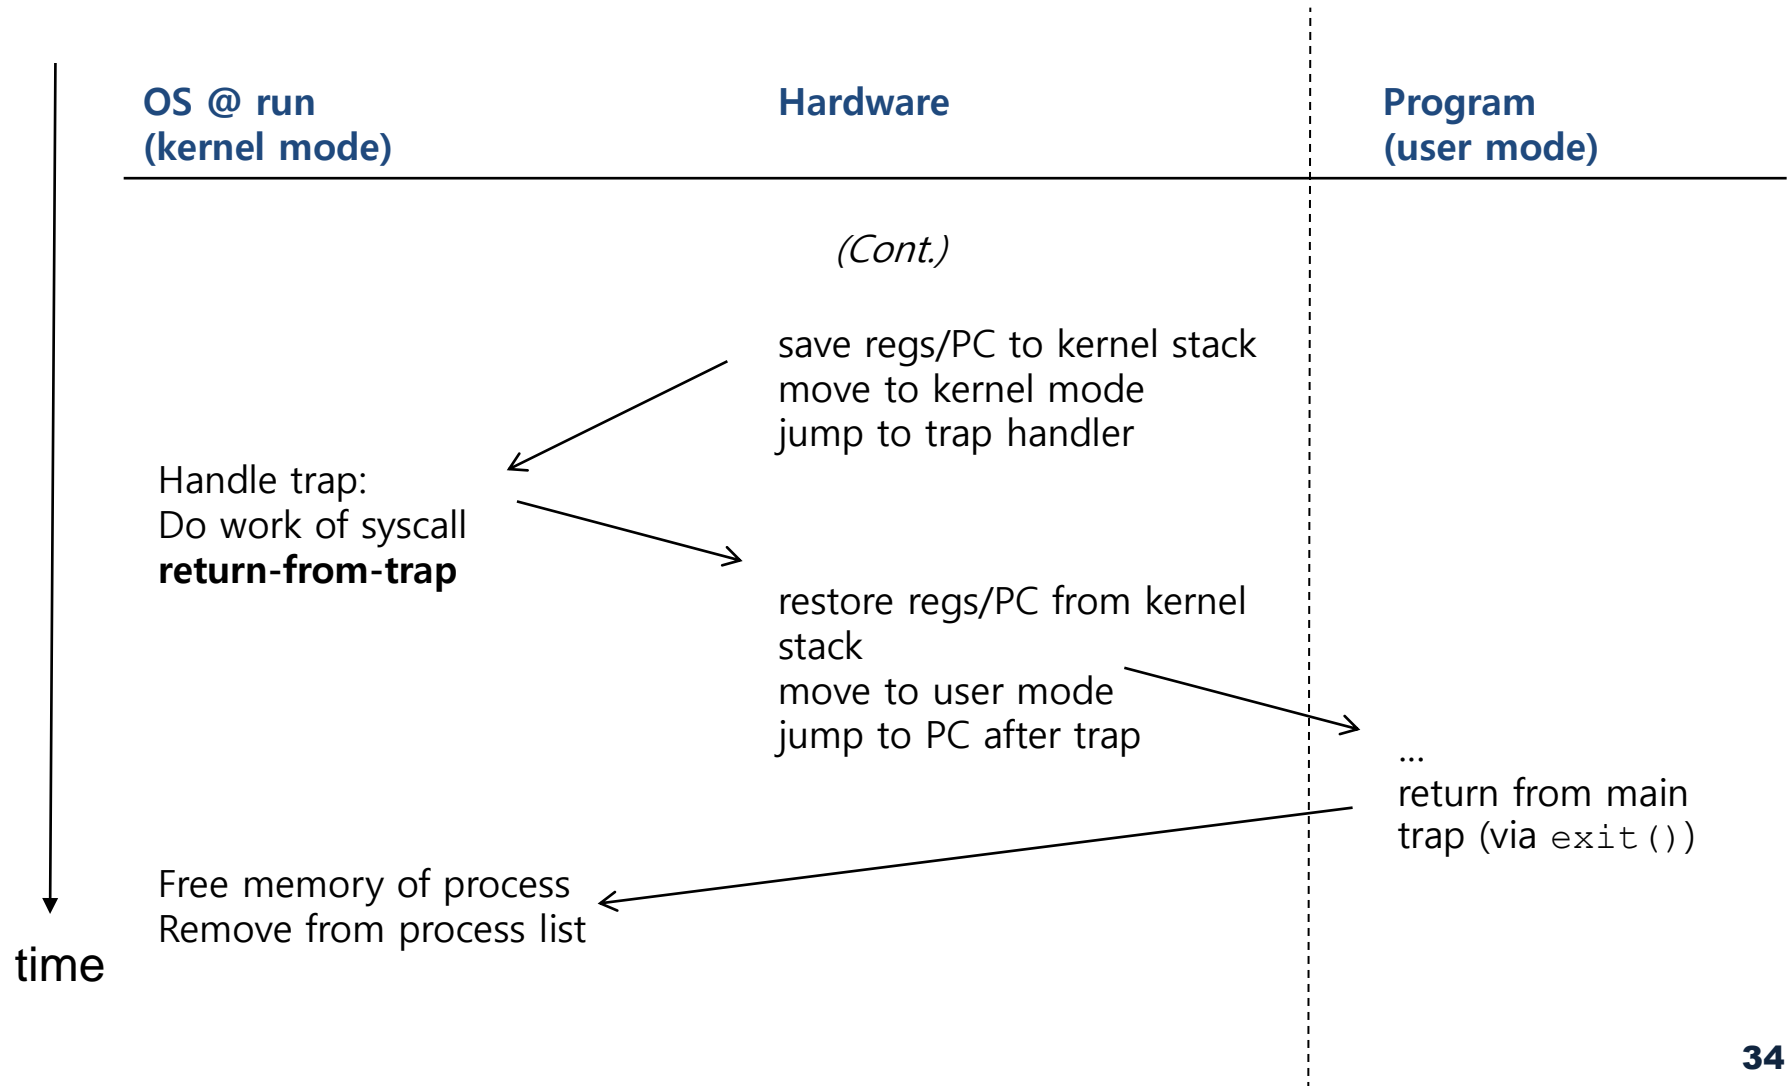 OS @ run
(kernel mode)
Hardware
Program
(user mode)
(Cont.)
save regs/PC to kernel stack
move to kernel mode
jump to trap handler
Handle trap:
Do work of syscall
return-from-trap
restore regs/PC from kernel
stack
move to user mode
jump to PC after trap
...
return from main
trap (via exit())
Free memory of process
Remove from process list
time
34